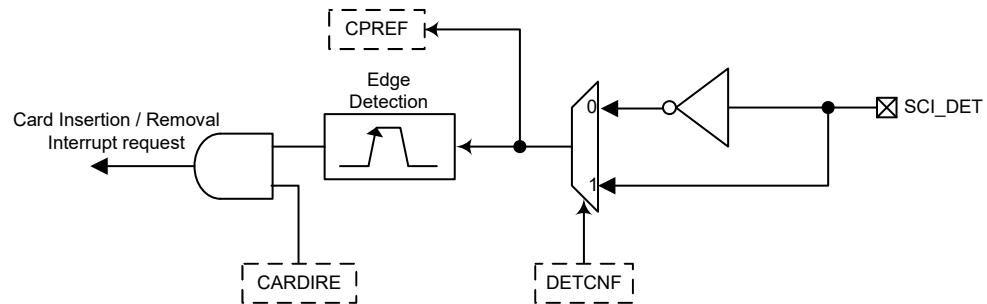 CPREF
Edge
Detection
0
SCI_DET
Card Insertion / Removal
Interrupt request
1
CARDIRE
DETCNF